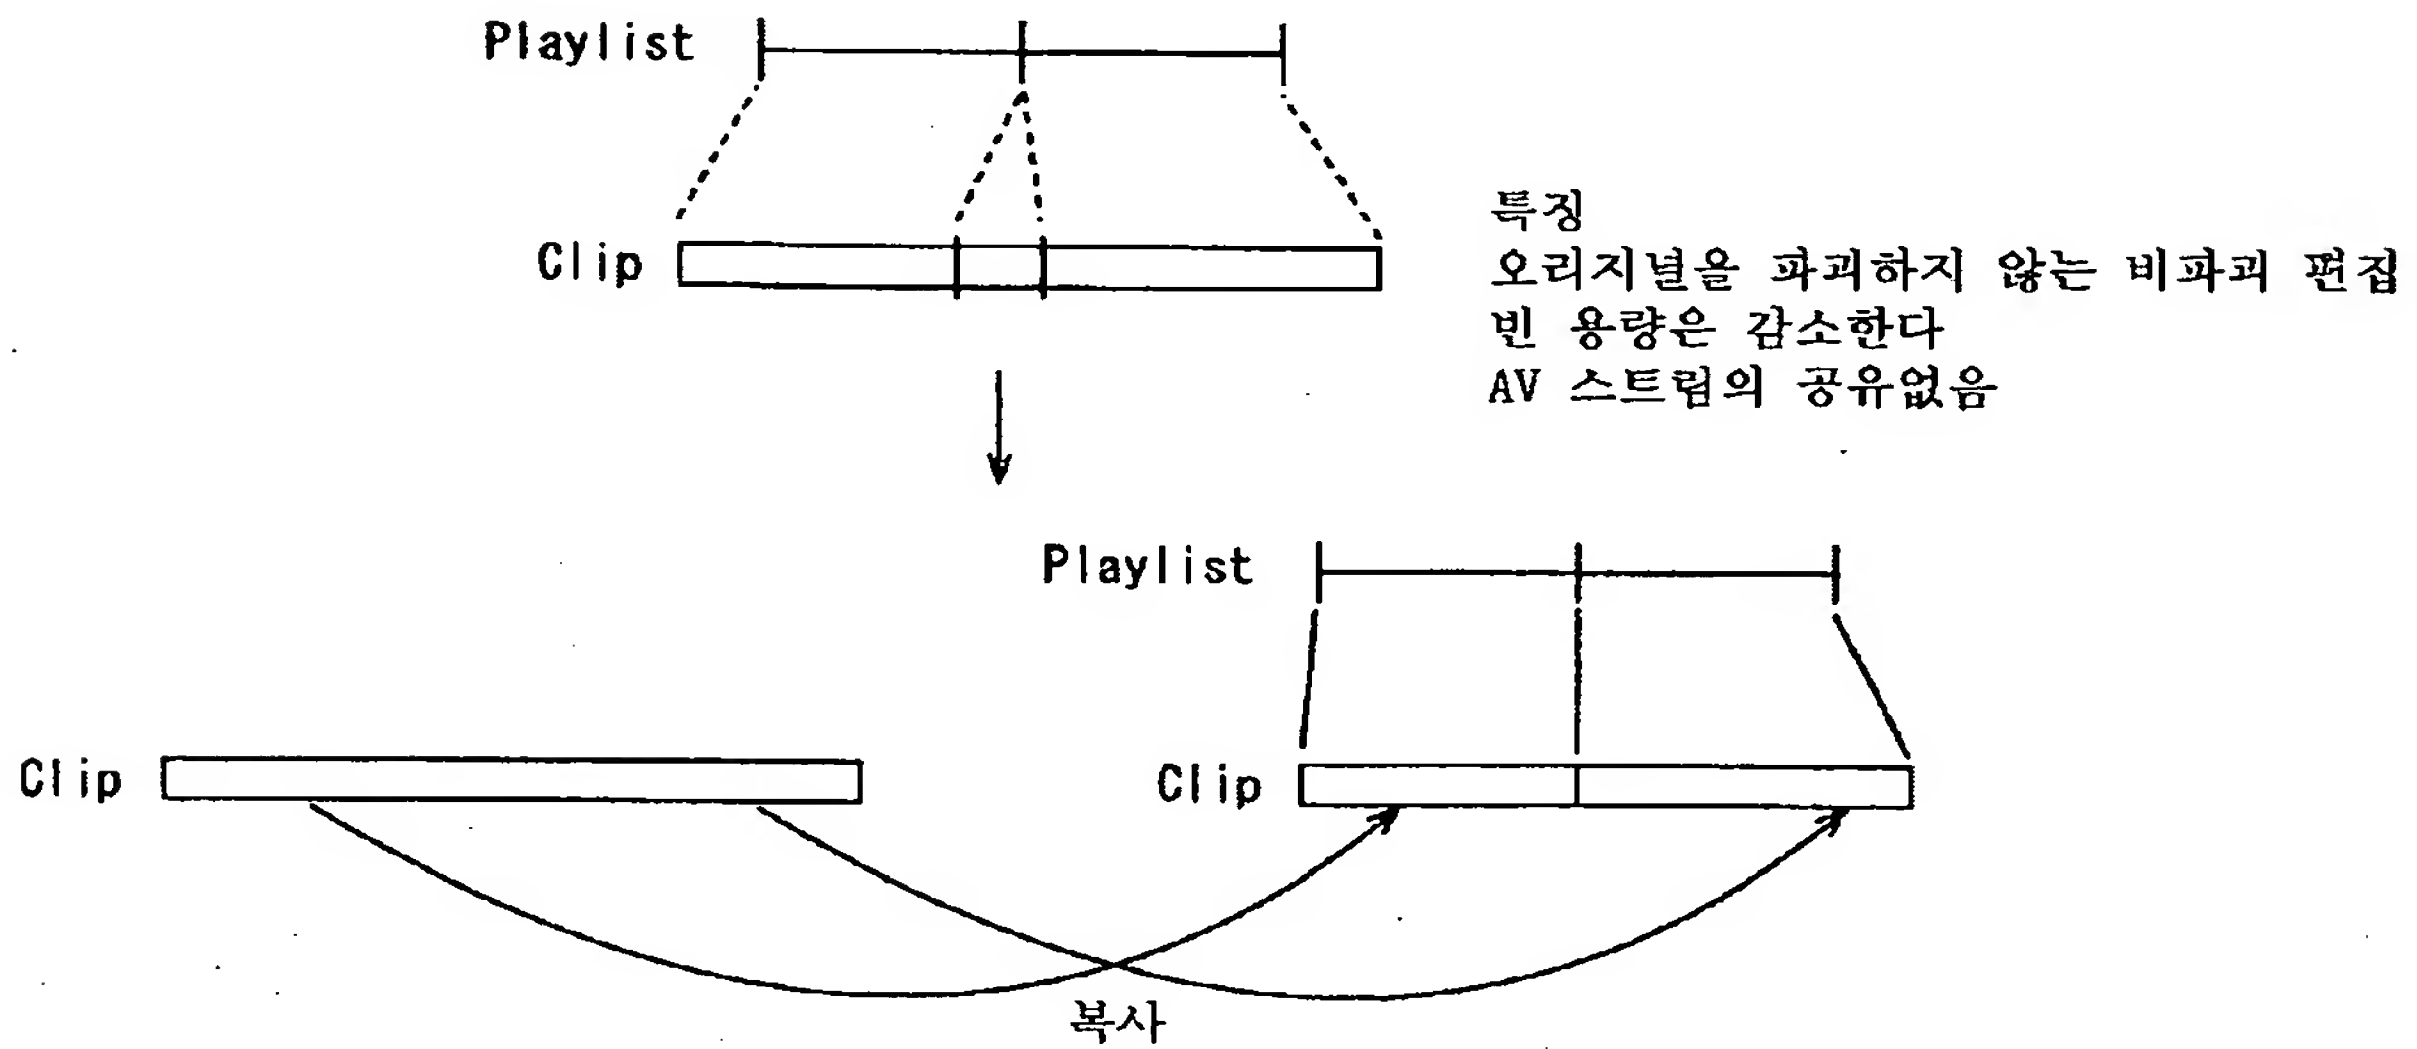 Playlist
Clip
특징
오리지널을 파괴하지 않는 비파괴 편집
빈 용량은 감소한다
AV 스트림의 공유없음
Playlist
Clip
Clip
복사